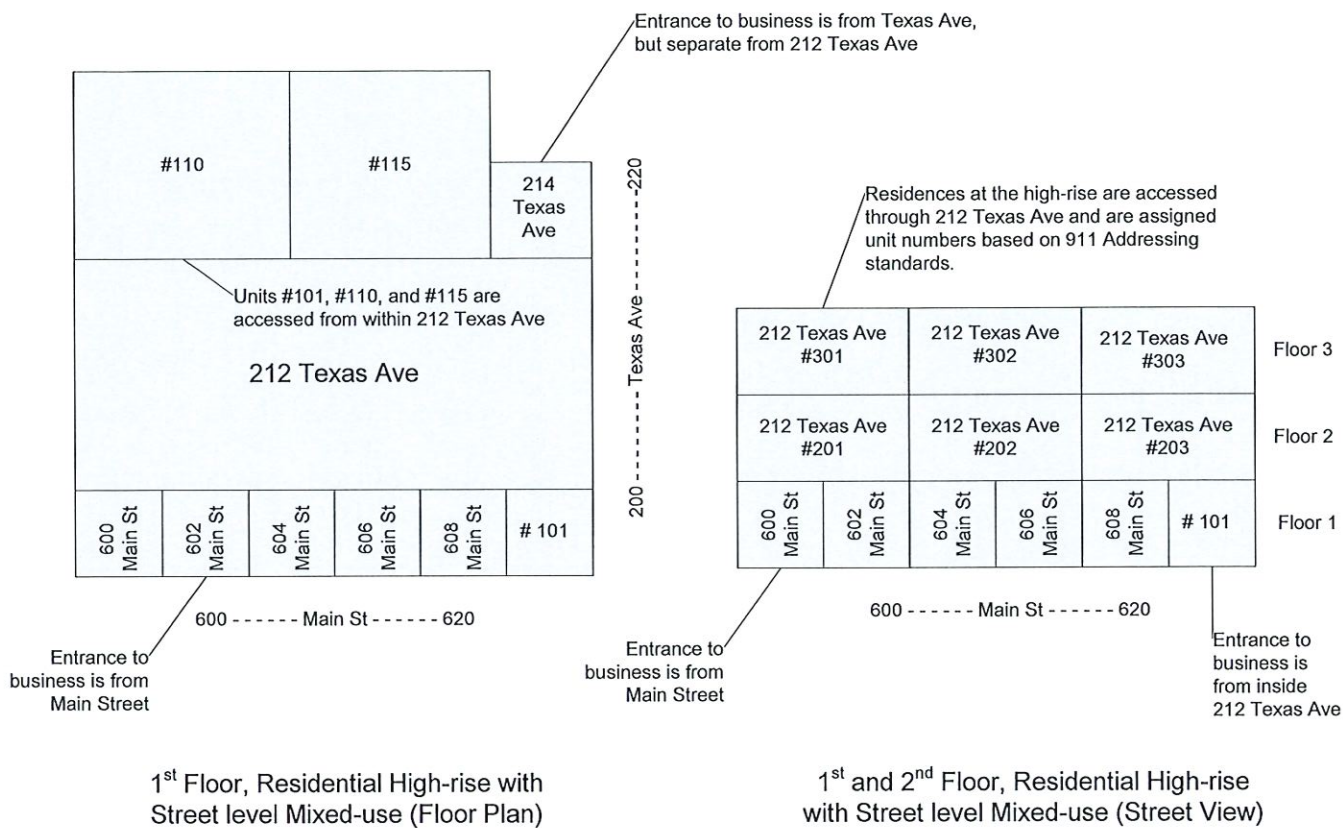 Entrance to business is from Texas Ave,
but separate from 212 Texas Ave
#110
#115
214
Texas
Ave
Units #101, #110, and #115 are
accessed from within 212 Texas Ave
212 Texas Ave
200 ------ Texas Ave ------220
600
Main St
602
Main St
604
Main St
606
Main St
608
Main St
# 101
600 ------ Main St ------ 620
Entrance to
business is from
Main Street
1st Floor, Residential High-rise with
Street level Mixed-use (Floor Plan)
Residences at the high-rise are accessed
through 212 Texas Ave and are assigned
unit numbers based on 911 Addressing
standards.
212 Texas Ave
#301
212 Texas Ave
#302
212 Texas Ave
#303
Floor 3
212 Texas Ave
#201
212 Texas Ave
#202
212 Texas Ave
#203
Floor 2
600
Main St
602
Main St
604
Main St
606
Main St
608
Main St
# 101
Floor 1
600 ------ Main St ------ 620
Entrance to
business is from
Main Street
Entrance to
business is
from inside
212 Texas Ave
1st and 2nd Floor, Residential High-rise
with Street level Mixed-use (Street View)